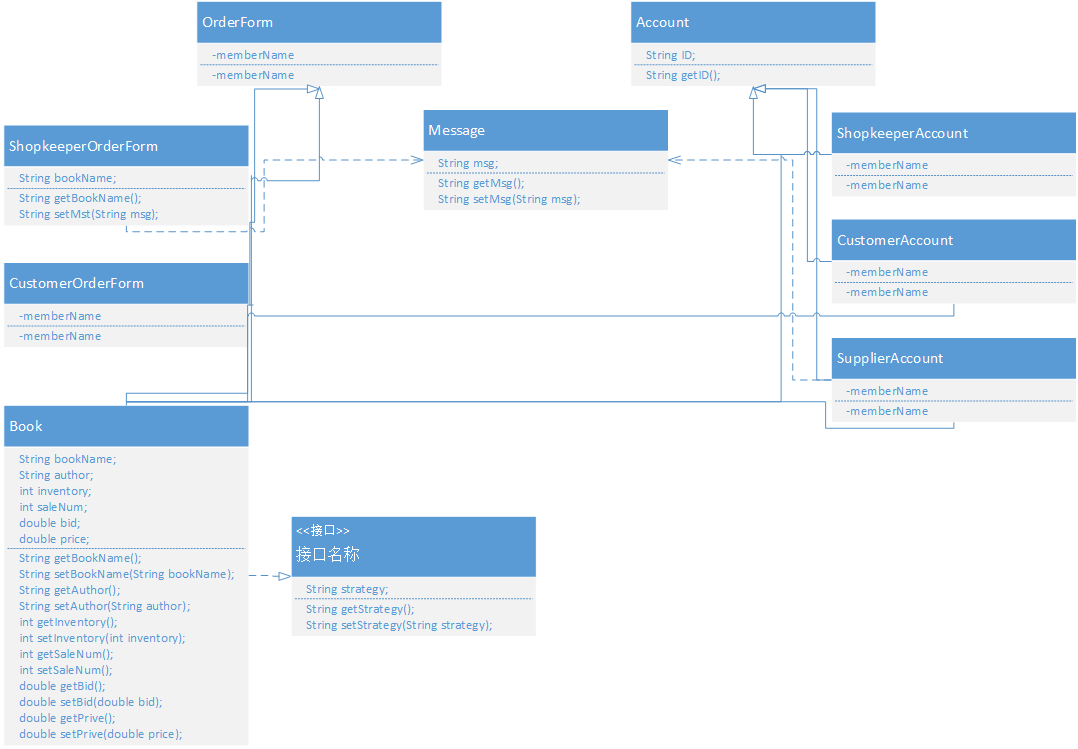 OrderForm
-memberName
-memberName
Account
String ID;
String getID();
Message
String msg;
String getMsg();
String setMsg(String msg);
ShopkeeperOrderForm
String bookName;
String getBookName();
String setMst(String msg);
ShopkeeperAccount
-memberName
-memberName
CustomerAccount
-memberName
-memberName
CustomerOrderForm
-memberName
-memberName
SupplierAccount
-memberName
-memberName
Book
String bookName;
String author;
int inventory;
int saleNum;
double bid;
double price;
String getBookName();
String setBookName(String bookName);
String getAuthor();
String setAuthor(String author);
int getInventory();
int setInventory(int inventory);
int getSaleNum();
int setSaleNum();
double getBid();
double setBid(double bid);
double getPrive();
double setPrive(double price);
<<接口>>
接口名称
String strategy;
String getStrategy();
String setStrategy(String strategy);